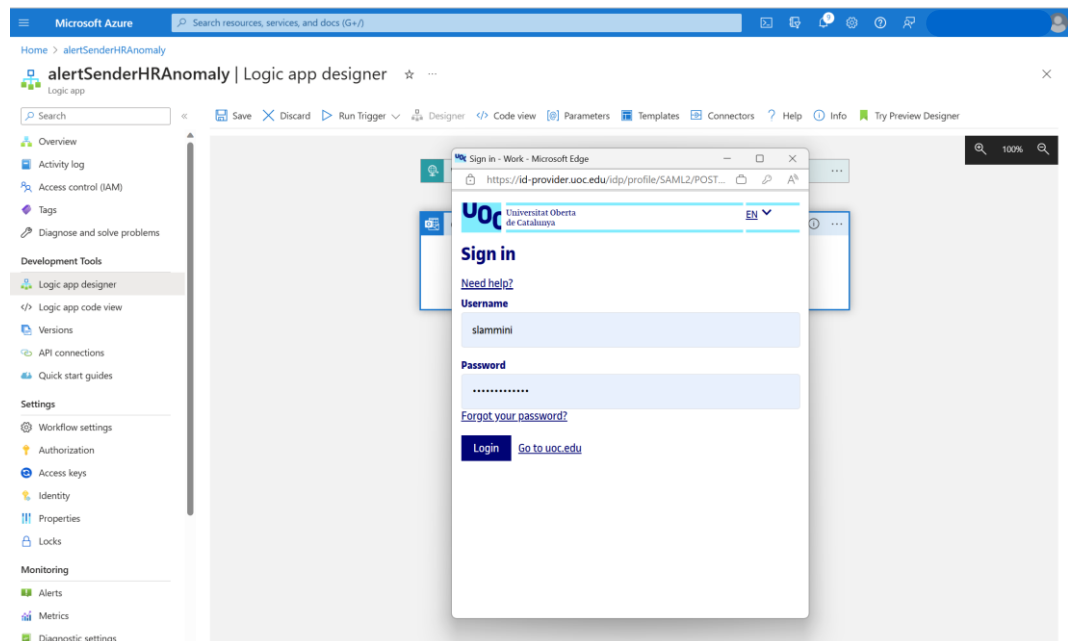 Microsoft Azure
Search resources, services, and docs (G+/)
9
Home > alertSenderHRAnomaly
alertSenderHRAnomaly | Logic app designer
Logic app
Search
Save Discard Run Trigger Designer Code view Parameters Templates Connectors Help Info Try Preview Designer
Overview
Activity log
Access control (IAM)
Tags
Diagnose and solve problems
Development Tools
Logic app designer
Logic app code view
Versions
API connections
Quick start guides
Settings
Workflow settings
Authorization
Access keys
Identity
Properties
Locks
Monitoring
Alerts
Metrics
Diagnostic settings
100%
UOC Sign in - Work - Microsoft Edge
https://id-provider.uoc.edu/idp/profile/SAML2/POST...
UOC
Universitat Oberta
de Catalunya
EN
Sign in
Need help?
Username
slammini
Password
•••••••••••••
Forgot your password?
Login Go to uoc.edu